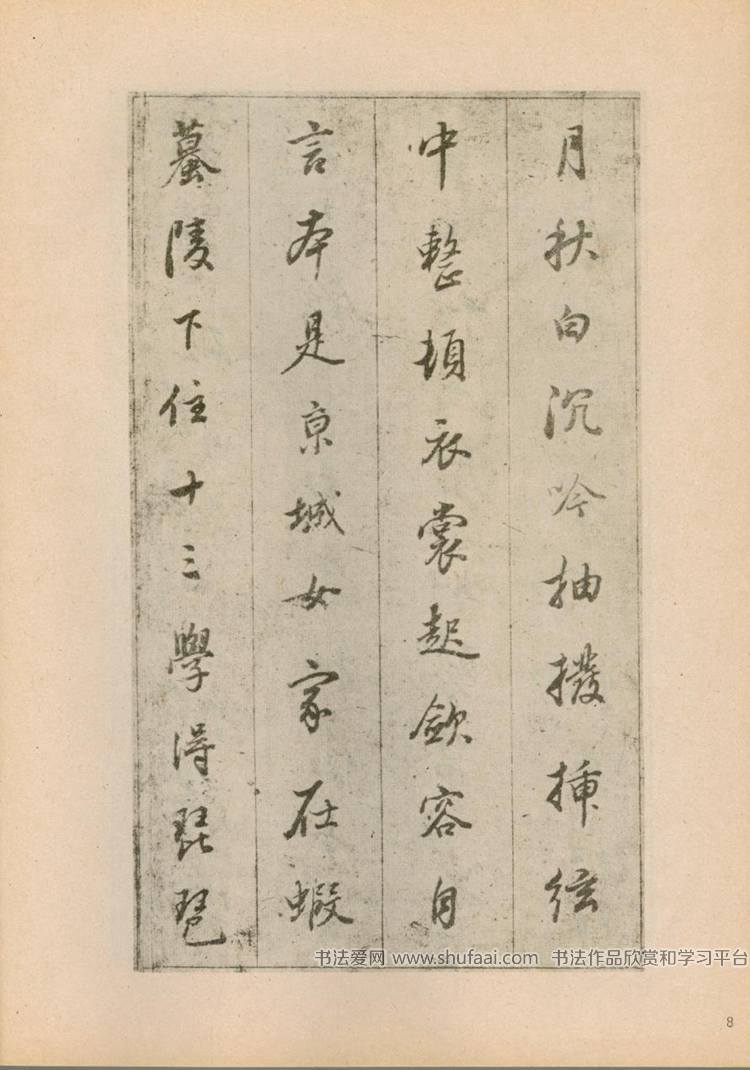 月秋白沉吟抽撥揷絃
中整頓衣裳起歛容自
言本是京城女家在蝦
蟇陵下住十三學得琵琶
书法爱网 www.shufaai.com 书法作品欣赏和学习平台
8